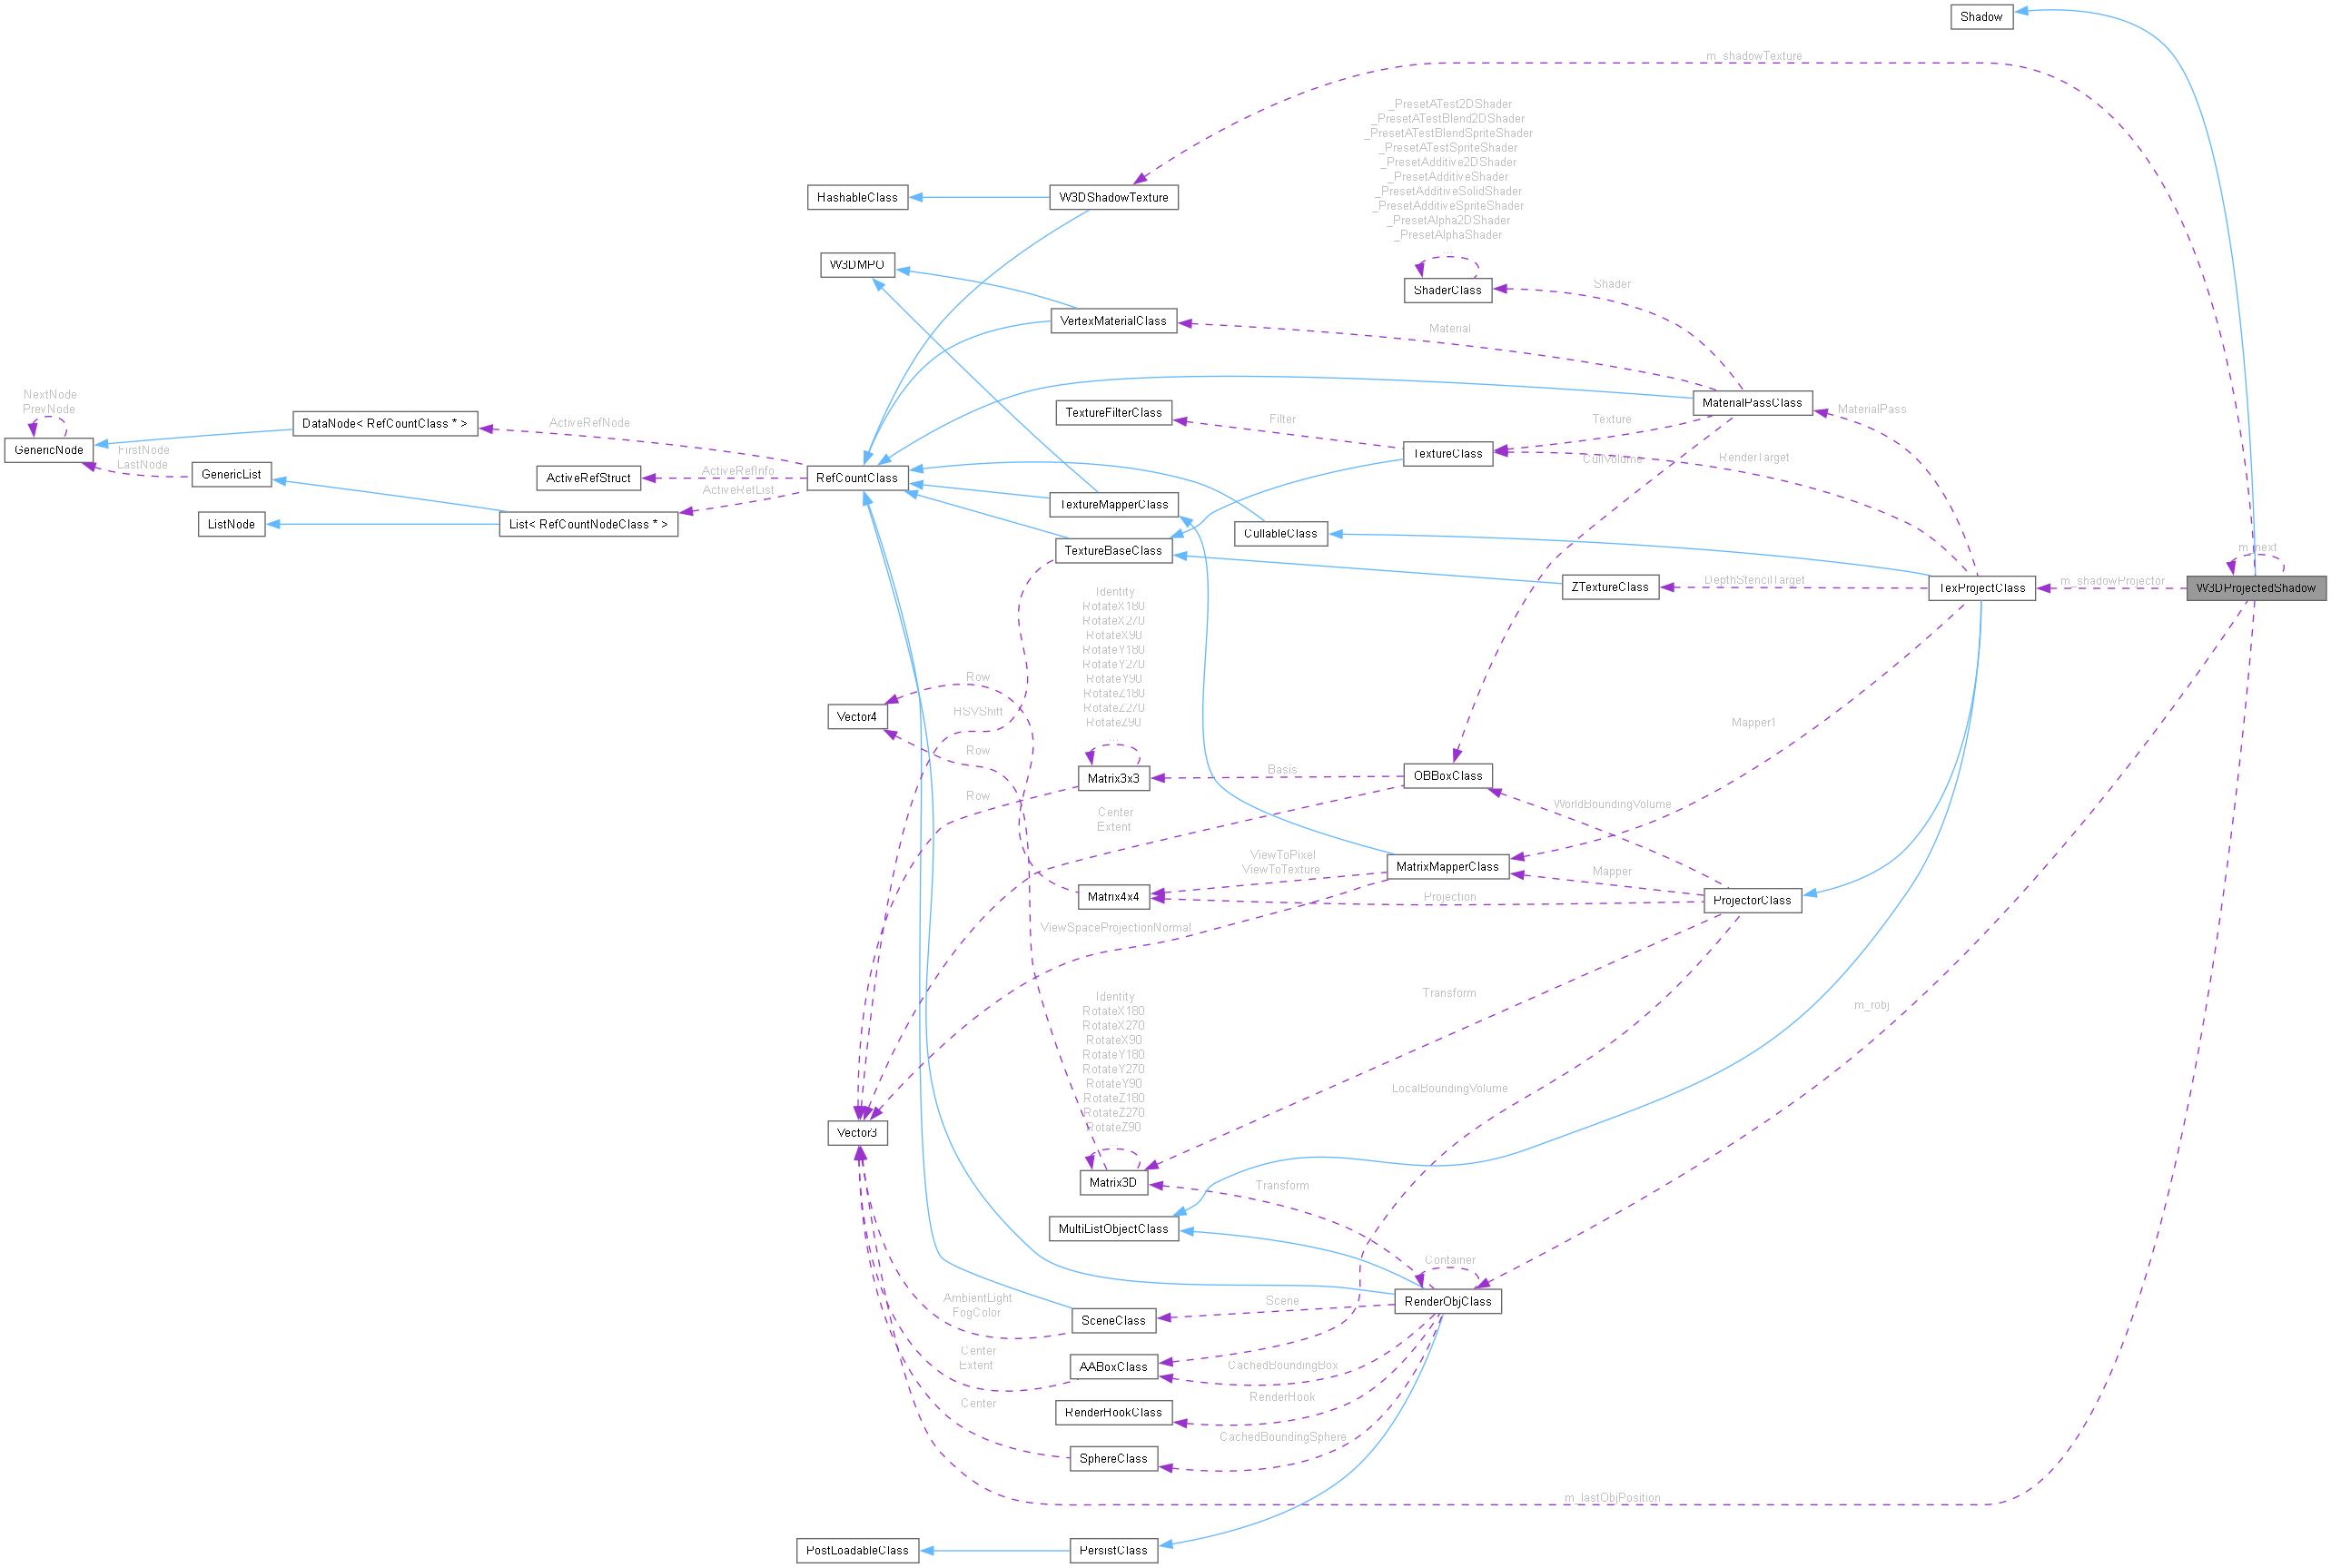 Shadow
m_shadowTexture
_PresetATest2DShader
_PresetATestBlend2DShader
_PresetATestBlendSpriteShader
_PresetATestSpriteShader
_PresetAdditive2DShader
_PresetAdditiveShader
_PresetAdditiveSolidShader
_PresetAdditiveSpriteShader
_PresetAlpha2DShader
_PresetAlphaShader
...
HashableClass
W3DShadowTexture
W3DMPO
ShaderClass
Shader
VertexMaterialClass
Material
NextNode
PrevNode
GenericNode
DataNode< RefCountClass * >
ActiveRefNode
TextureFilterClass
Filter
MaterialPassClass
MaterialPass
Texture
FirstNode
LastNode
GenericList
ActiveRefStruct
ActiveRefInfo
RefCountClass
TextureClass
CullVolume
RenderTarget
ActiveRefList
ListNode
List< RefCountNodeClass * >
TextureMapperClass
CullableClass
TextureBaseClass
m_next
ZTextureClass
DepthStencilTarget
TexProjectClass
m_shadowProjector
W3DProjectedShadow
Identity
RotateX180
RotateX270
RotateX90
RotateY180
RotateY270
RotateY90
RotateZ180
RotateZ270
RotateZ90
...
Row
HSVShift
Vector4
Mapper1
Row
Matrix3x3
Basis
OBBoxClass
Row
WorldBoundingVolume
Center
Extent
ViewToPixel
ViewToTexture
MatrixMapperClass
Mapper
Matrix4x4
Projection
ProjectorClass
ViewSpaceProjectionNormal
Identity
RotateX180
RotateX270
RotateX90
RotateY180
RotateY270
RotateY90
RotateZ180
RotateZ270
RotateZ90
...
Transform
m_robj
LocalBoundingVolume
Vector3
Matrix3D
Transform
MultiListObjectClass
Container
AmbientLight
FogColor
SceneClass
Scene
RenderObjClass
Center
Extent
AABoxClass
CachedBoundingBox
Center
RenderHookClass
RenderHook
CachedBoundingSphere
SphereClass
m_lastObjPosition
PostLoadableClass
PersistClass